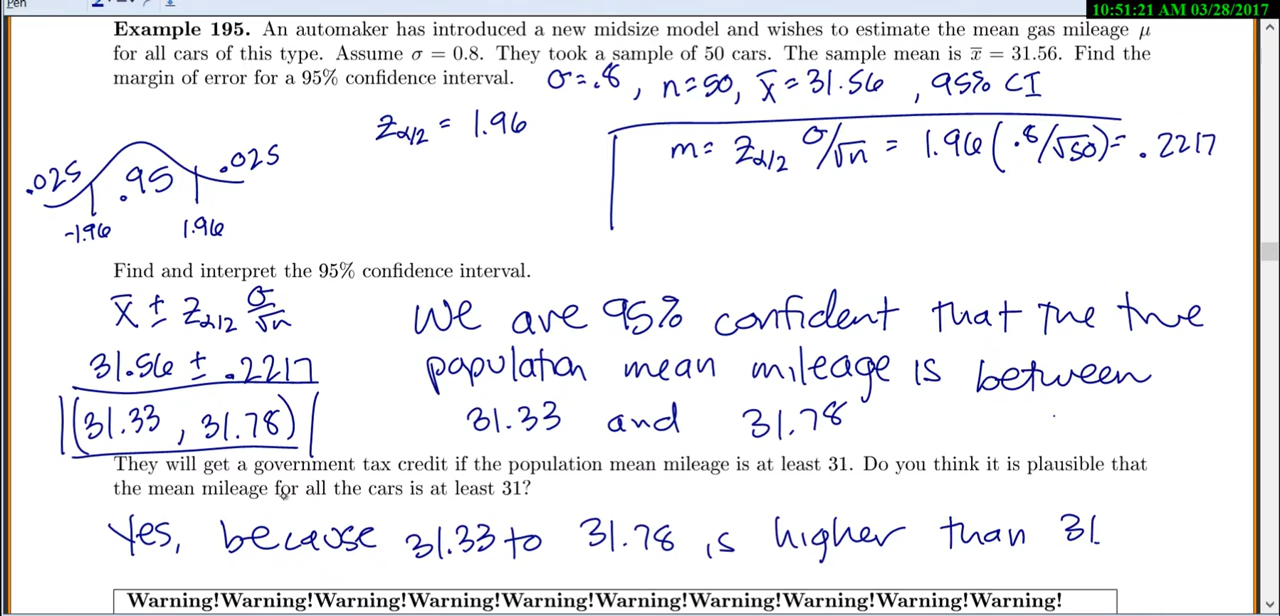 Pen
10:51:21 AM 03/28/2017
Example 195. An automaker has introduced a new midsize model and wishes to estimate the mean gas mileage μ
for all cars of this type. Assume σ = 0.8. They took a sample of 50 cars. The sample mean is x̅ = 31.56. Find the
margin of error for a 95% confidence interval.
σ=.8, n=50, x̅=31.56, 95% CI
Zα/2 = 1.96
m= Zα/2 σ/√n = 1.96(.8/√50)= .2217
.025 .95 .025
-1.96 1.96
Find and interpret the 95% confidence interval.
x̅ ± Zα/2 σ/√n
31.56 ± .2217
(31.33, 31.78)
We are 95% confident that the true
population mean mileage is between
31.33 and 31.78
They will get a government tax credit if the population mean mileage is at least 31. Do you think it is plausible that
the mean mileage for all the cars is at least 31?
Yes, because 31.33 to 31.78 is higher than 31.
Warning!Warning!Warning!Warning!Warning!Warning!Warning!Warning!Warning!Warning!